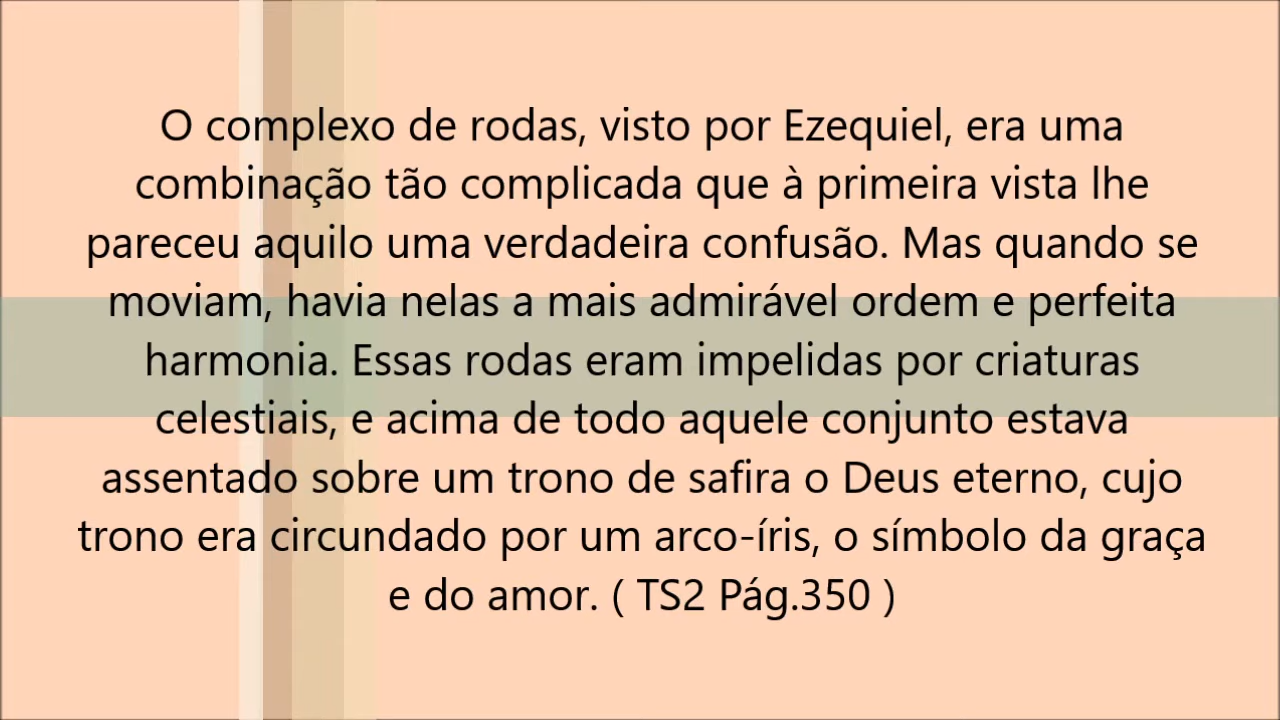 O complexo de rodas, visto por Ezequiel, era uma
combinação tão complicada que à primeira vista lhe
pareceu aquilo uma verdadeira confusão. Mas quando se
moviam, havia nelas a mais admirável ordem e perfeita
harmonia. Essas rodas eram impelidas por criaturas
celestiais, e acima de todo aquele conjunto estava
assentado sobre um trono de safira o Deus eterno, cujo
trono era circundado por um arco-íris, o símbolo da graça
e do amor. ( TS2 Pág.350 )